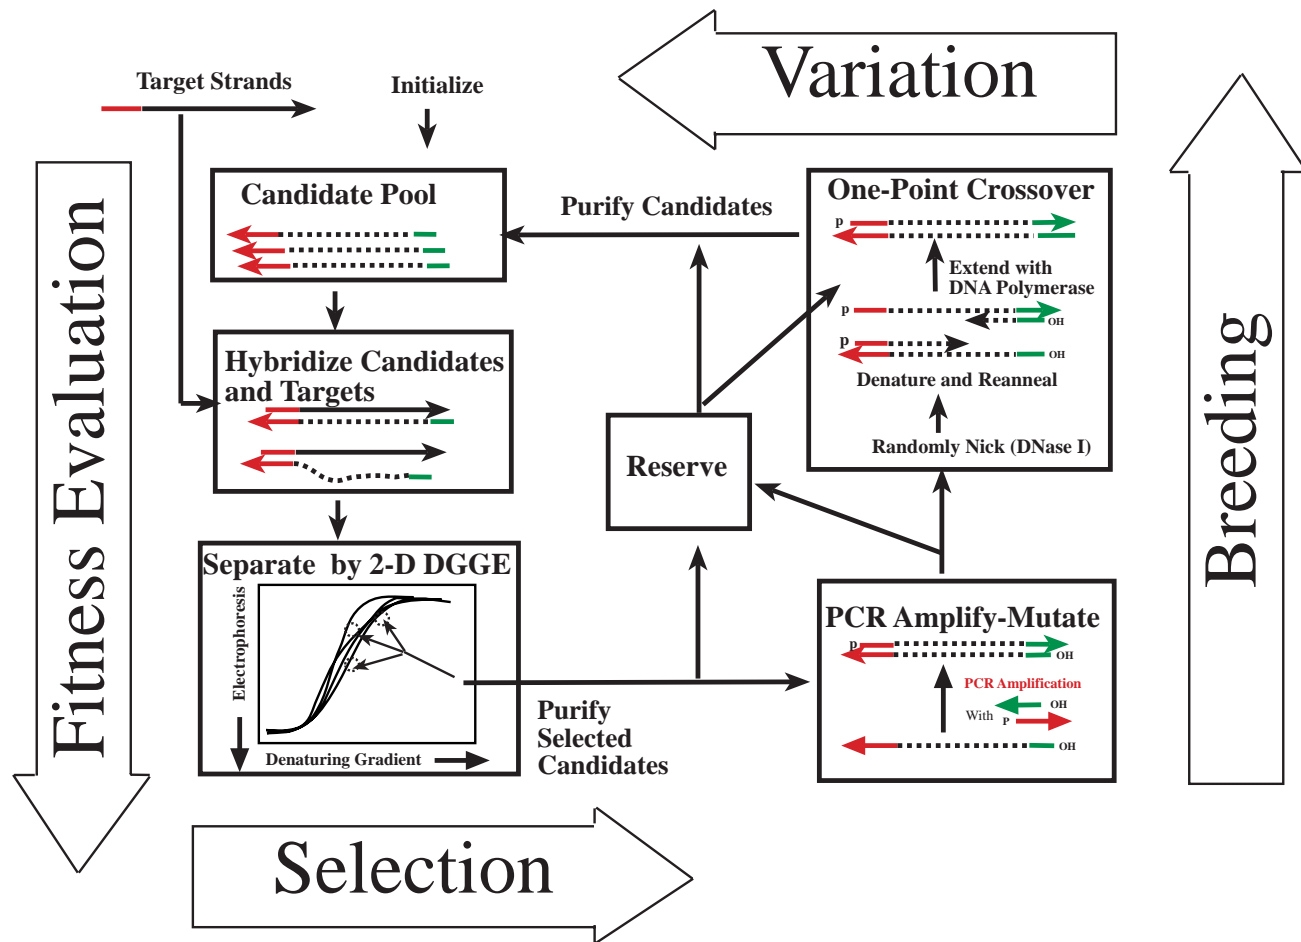 Variation
Target Strands
Initialize
Fitness Evaluation
Candidate Pool
Purify Candidates
One-Point Crossover
p
Extend with
DNA Polymerase
p
OH
p
OH
Denature and Reanneal
Randomly Nick (DNase I)
Hybridize Candidates
and Targets
Reserve
Breeding
Separate by 2-D DGGE
Electrophoresis
Denaturing Gradient
Purify
Selected
Candidates
PCR Amplify-Mutate
p
OH
PCR Amplification
OH
With P
OH
Selection